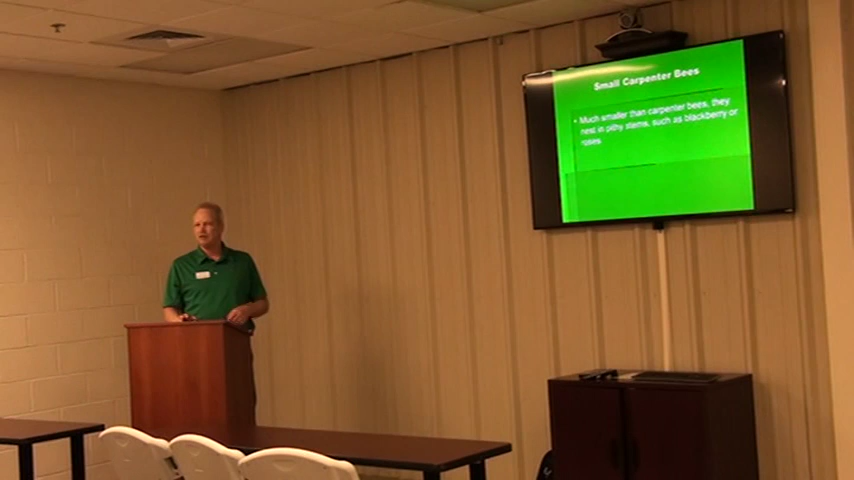 Small Carpenter Bees
• Much smaller than carpenter bees, they
nest in pithy stems, such as blackberry or
roses.